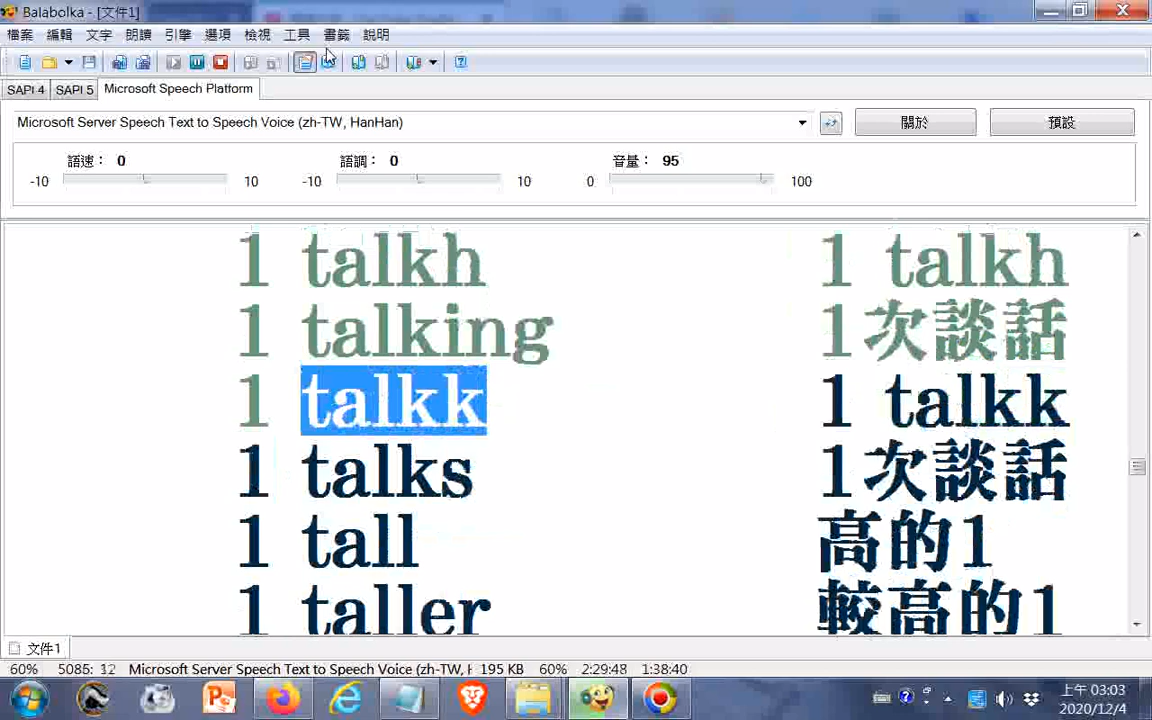 Balabolka - [文件1]
檔案 編輯 文字 朗讀 引擎 選項 檢視 工具 書籤 說明
SAPI 4 SAPI 5 Microsoft Speech Platform
Microsoft Server Speech Text to Speech Voice (zh-TW, HanHan) 關於 預設
語速： 0 語調： 0 音量： 95
-10 10 -10 10 0 100
1 talkh 1 talkh
1 talking 1次談話
1 talkk 1 talkk
1 talks 1次談話
1 tall 高的1
1 taller 較高的1
文件1
60% 5085: 12 Microsoft Server Speech Text to Speech Voice (zh-TW, H 195 KB 60% 2:29:48 1:38:40
上午 03:03
2020/12/4